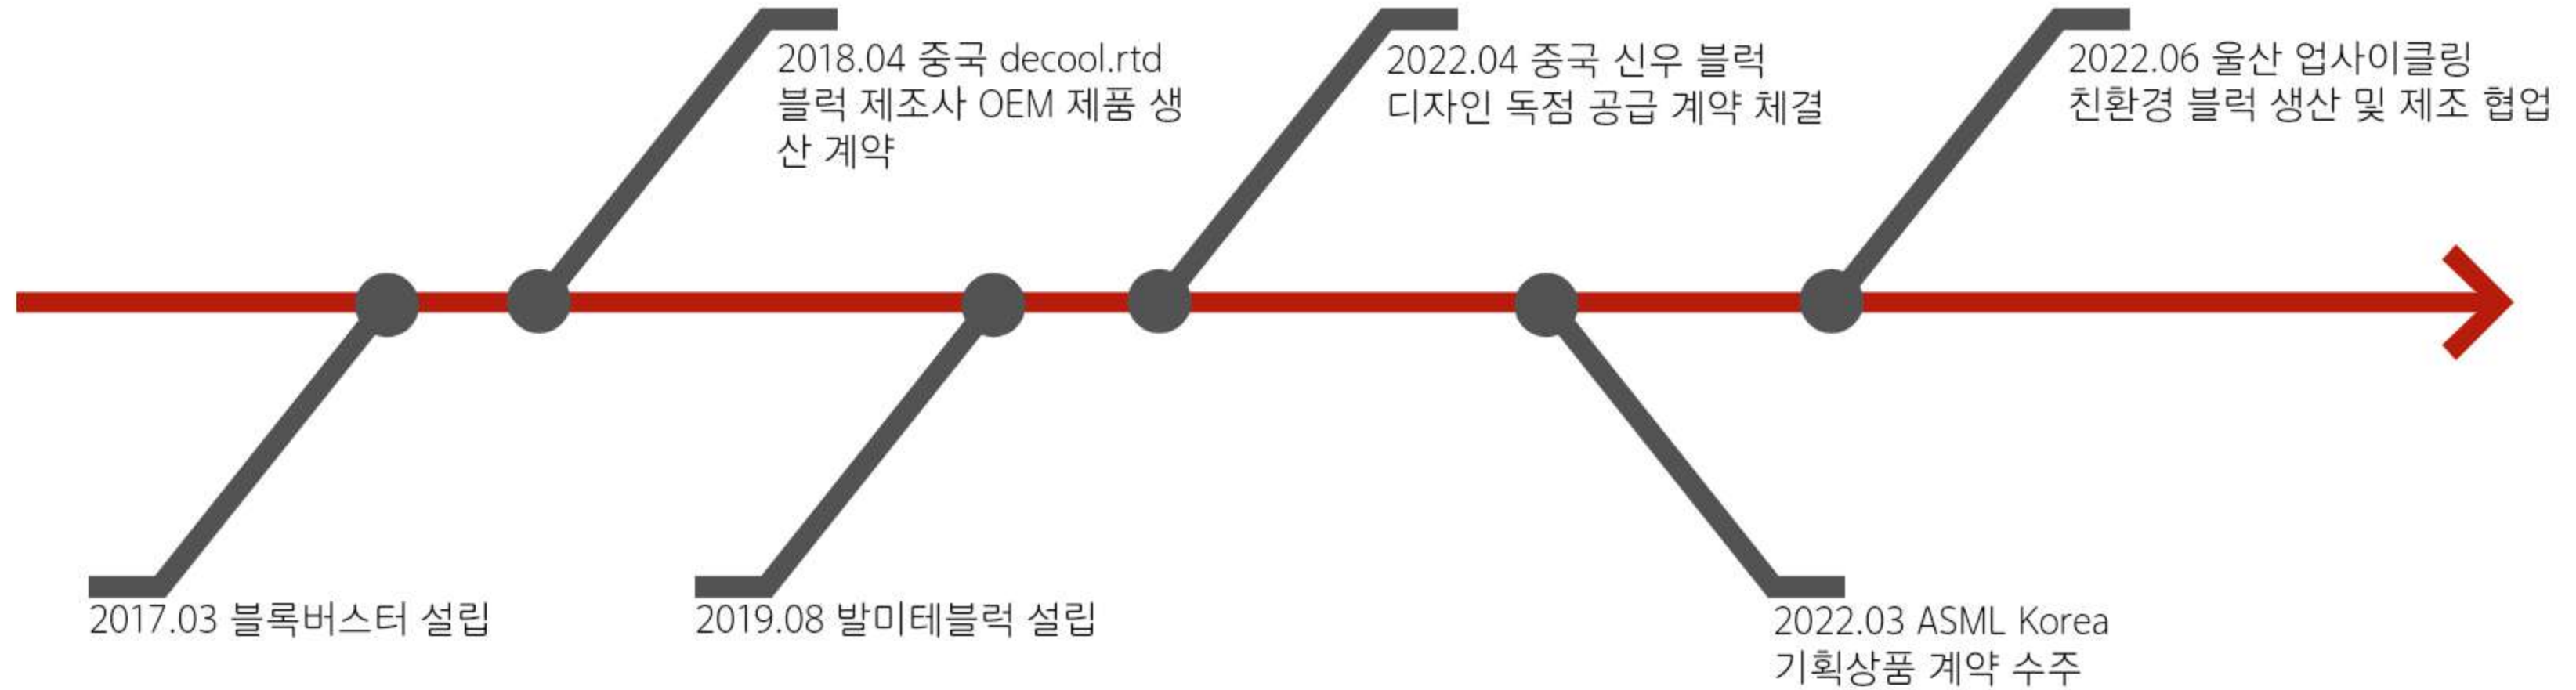 2018.04 중국 decool.rtd
블럭 제조사 OEM 제품 생
산 계약
2022.04 중국 신우 블럭
디자인 독점 공급 계약 체결
2022.06 울산 업사이클링
친환경 블럭 생산 및 제조 협업
2017.03 블록버스터 설립
2019.08 발미테블럭 설립
2022.03 ASML Korea
기획상품 계약 수주